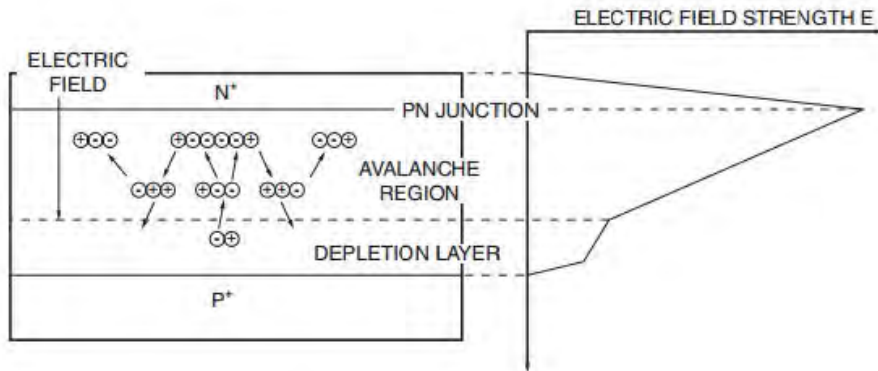 ELECTRIC FIELD STRENGTH E
ELECTRIC
FIELD
N⁺
PN JUNCTION
⊕⊖⊖ ⊕⊖⊖⊖⊖⊕⊕ ⊖⊖⊕
AVALANCHE
REGION
⊖⊕⊕ ⊕⊖⊖ ⊕⊕⊖
⊖⊕
DEPLETION LAYER
P⁺